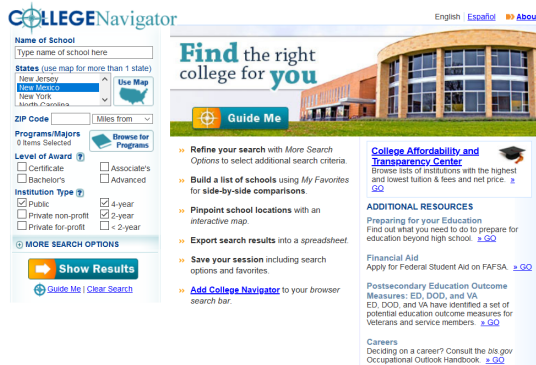 COLLEGE Navigator
English | Español Abou
Name of School
Type name of school here
States (use map for more than 1 state)
New Jersey
New Mexico
New York
North Carolina
Use Map
ZIP Code Miles from
Programs/Majors
0 Items Selected
Browse for
Programs
Level of Award ?
Certificate Associate's
Bachelor's Advanced
Institution Type ?
Public 4-year
Private non-profit 2-year
Private for-profit < 2-year
MORE SEARCH OPTIONS
Show Results
Guide Me | Clear Search
Find the right
college for you
Guide Me
» Refine your search with More Search
Options to select additional search criteria.
» Build a list of schools using My Favorites
for side-by-side comparisons.
» Pinpoint school locations with an
interactive map.
» Export search results into a spreadsheet.
» Save your session including search
options and favorites.
» Add College Navigator to your browser
search bar.
College Affordability and
Transparency Center
Browse lists of institutions with the highest
and lowest tuition & fees and net price. »
GO
ADDITIONAL RESOURCES
Preparing for your Education
Find out what you need to do to prepare for
education beyond high school. » GO
Financial Aid
Apply for Federal Student Aid on FAFSA. » GO
Postsecondary Education Outcome
Measures: ED, DOD, and VA
ED, DOD, and VA have identified a set of
potential education outcome measures for
Veterans and service members. » GO
Careers
Deciding on a career? Consult the bls.gov
Occupational Outlook Handbook. » GO